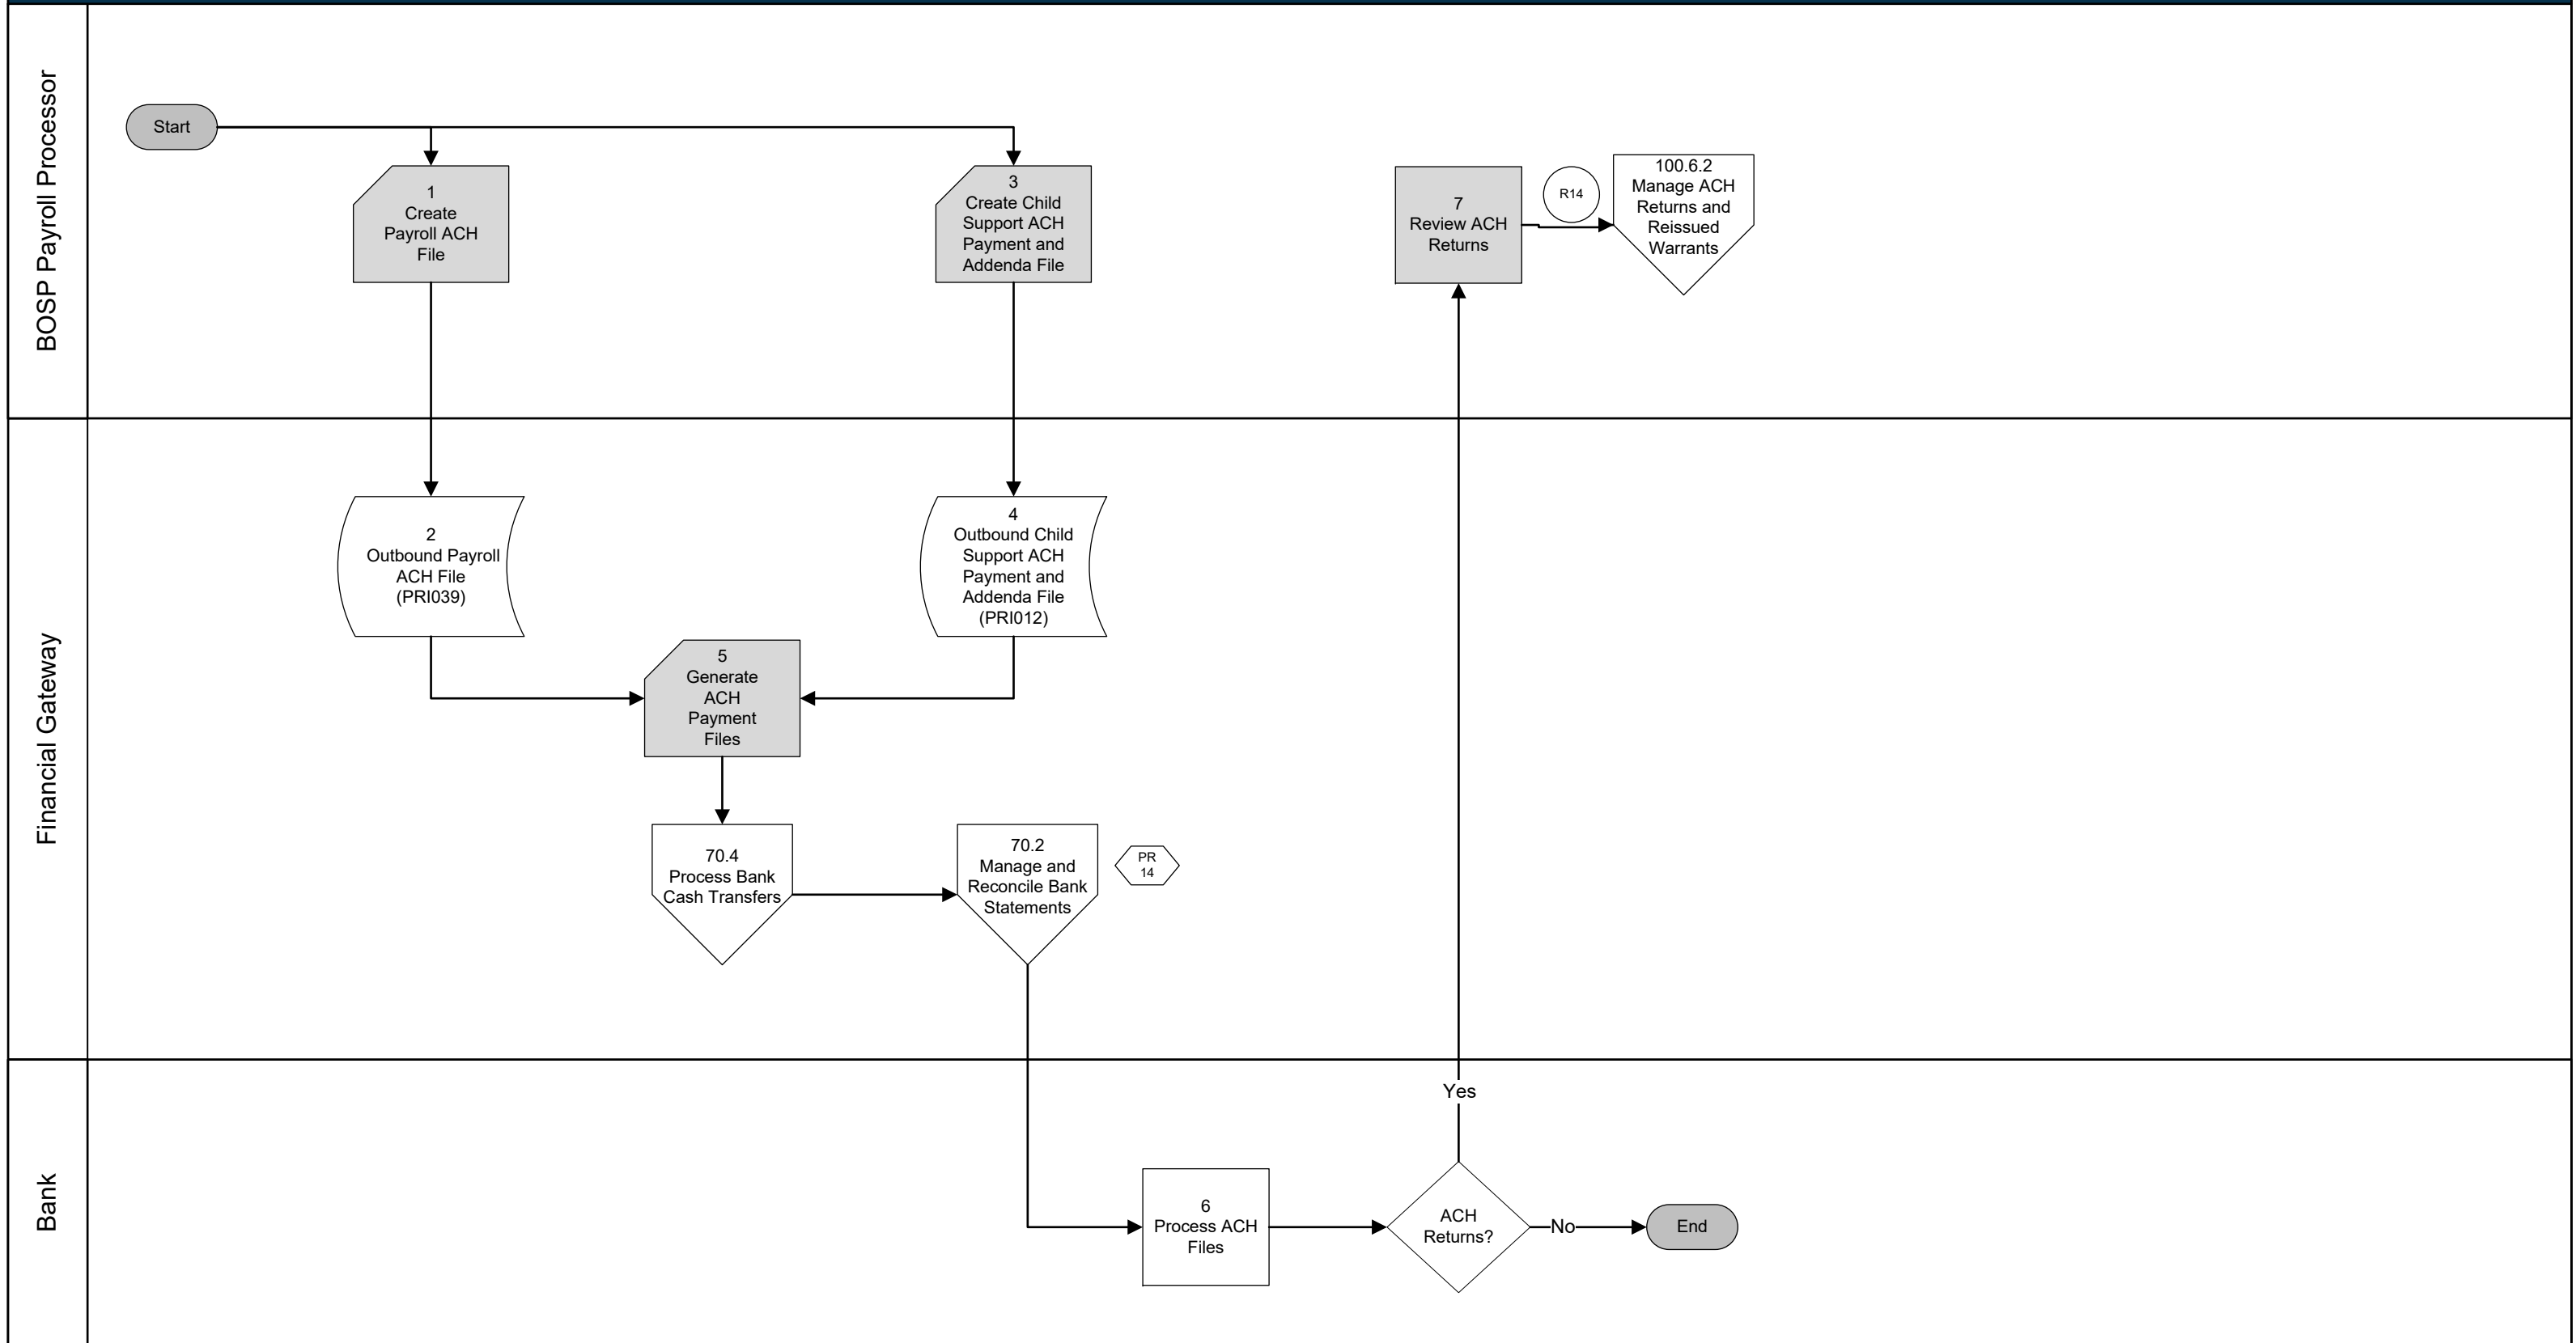 BOSP Payroll Processor
Start
1
Create
Payroll ACH
File
3
Create Child
Support ACH
Payment and
Addenda File
7
Review ACH
Returns
R14
100.6.2
Manage ACH
Returns and
Reissued
Warrants
Financial Gateway
2
Outbound Payroll
ACH File
(PRI039)
4
Outbound Child
Support ACH
Payment and
Addenda File
(PRI012)
5
Generate
ACH
Payment
Files
70.4
Process Bank
Cash Transfers
70.2
Manage and
Reconcile Bank
Statements
PR
14
Bank
Yes
6
Process ACH
Files
ACH
Returns?
No
End